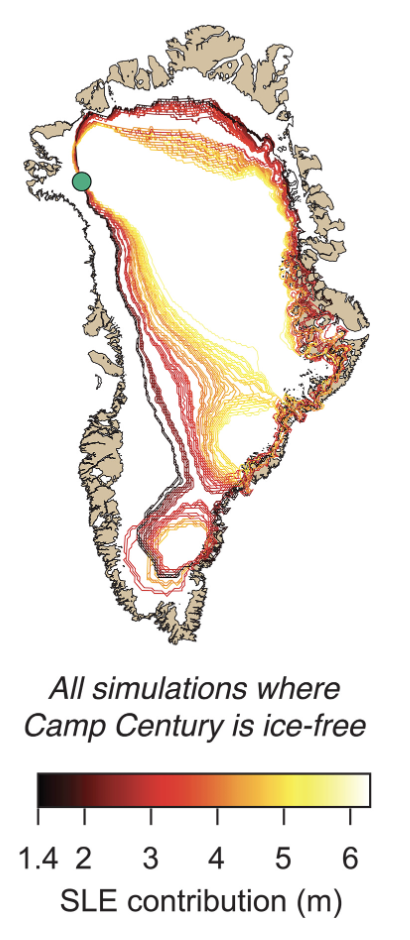 All simulations where
Camp Century is ice-free
1.4 2 3 4 5 6
SLE contribution (m)